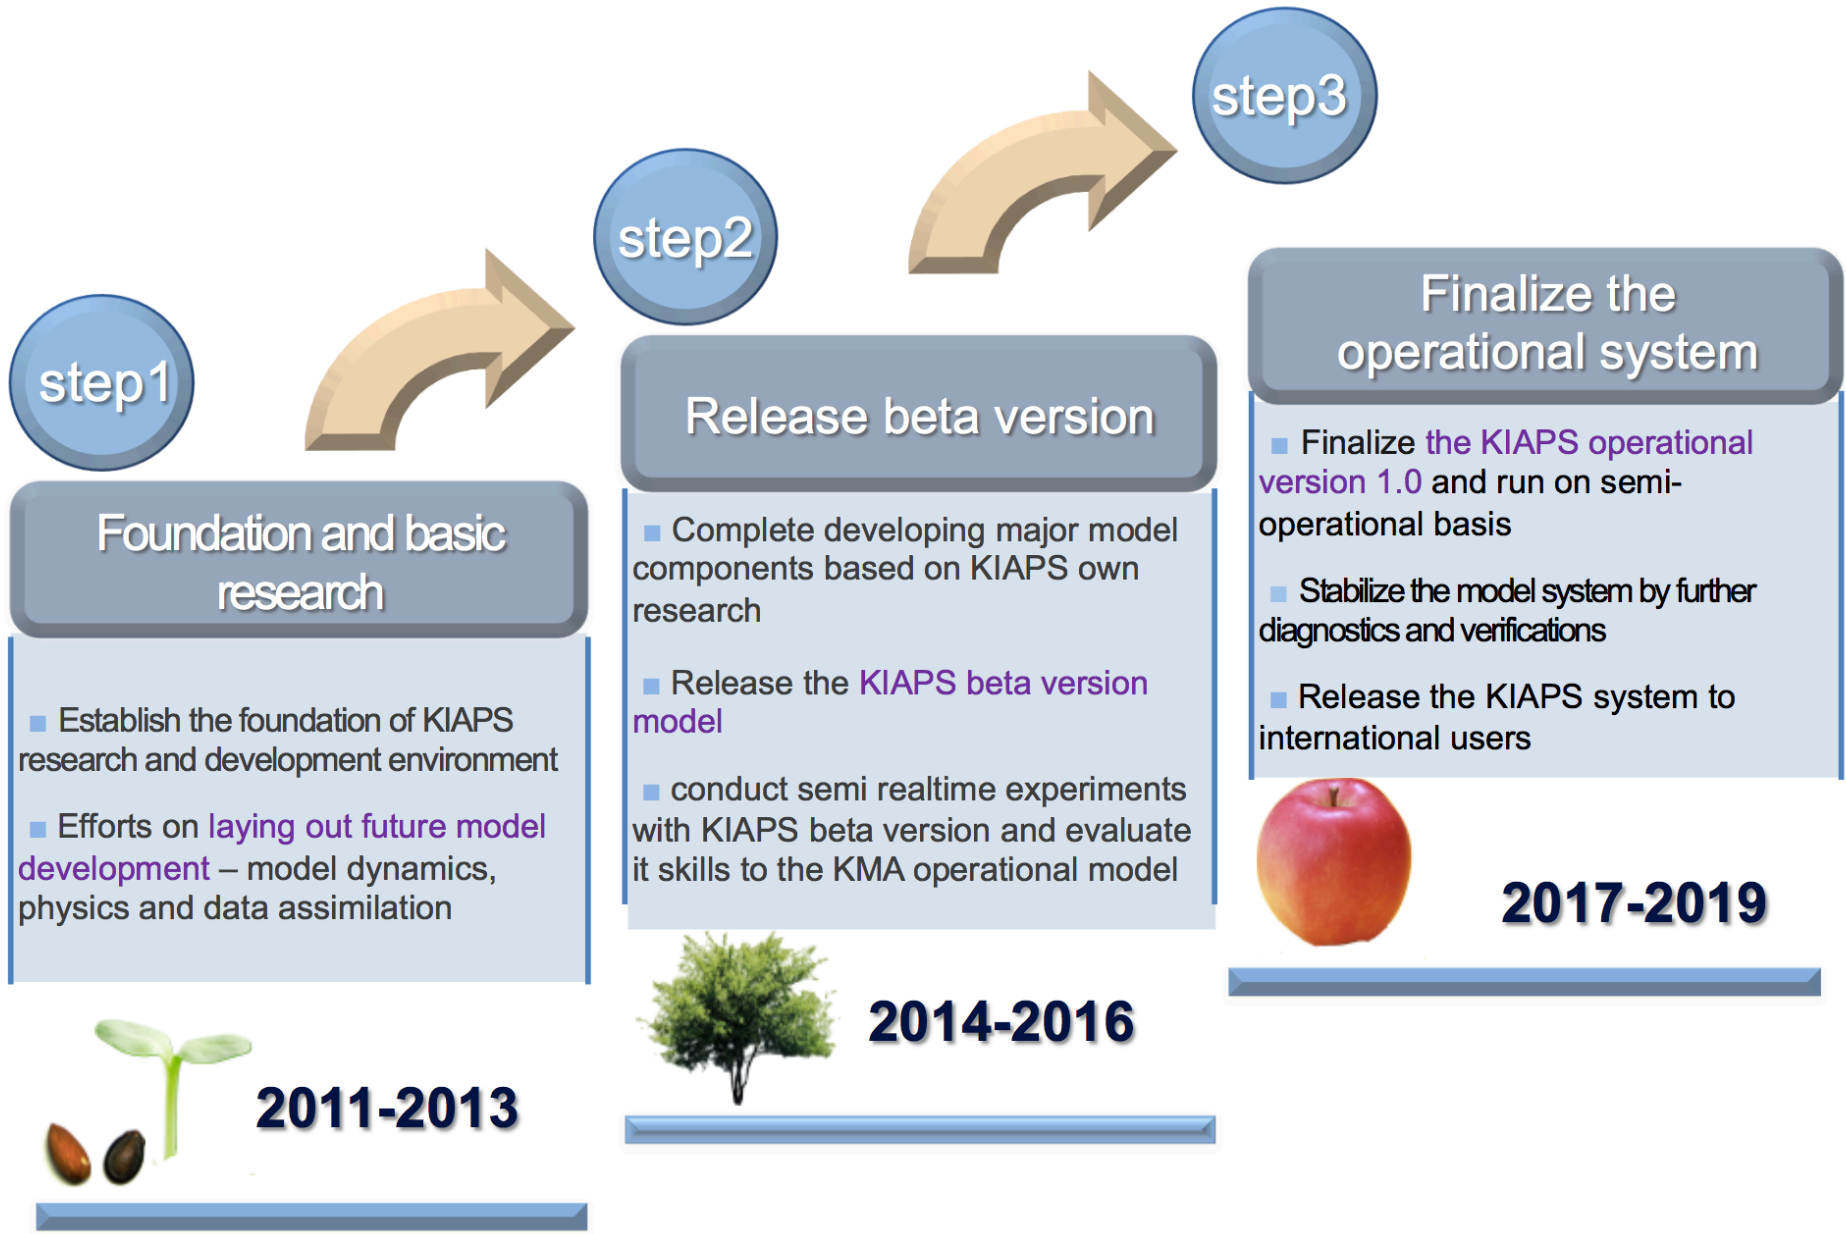 step1
Foundation and basic
research
■ Establish the foundation of KIAPS
research and development environment
■ Efforts on laying out future model
development – model dynamics,
physics and data assimilation
2011-2013
step2
Release beta version
■ Complete developing major model
components based on KIAPS own
research
■ Release the KIAPS beta version
model
■ conduct semi realtime experiments
with KIAPS beta version and evaluate
it skills to the KMA operational model
2014-2016
step3
Finalize the
operational system
■ Finalize the KIAPS operational
version 1.0 and run on semi-
operational basis
■ Stabilize the model system by further
diagnostics and verifications
■ Release the KIAPS system to
international users
2017-2019